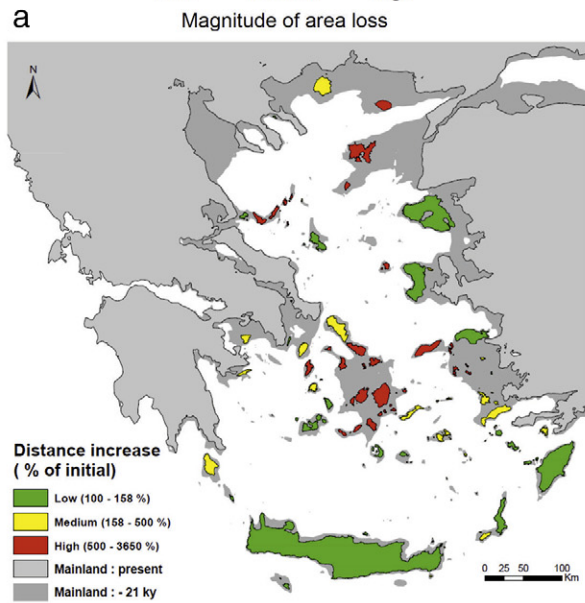 a
Magnitude of area loss
N
Distance increase
( % of initial)
Low (100 - 158 %)
Medium (158 - 500 %)
High (500 - 3650 %)
Mainland : present
Mainland : - 21 ky
0 25 50 100
Km